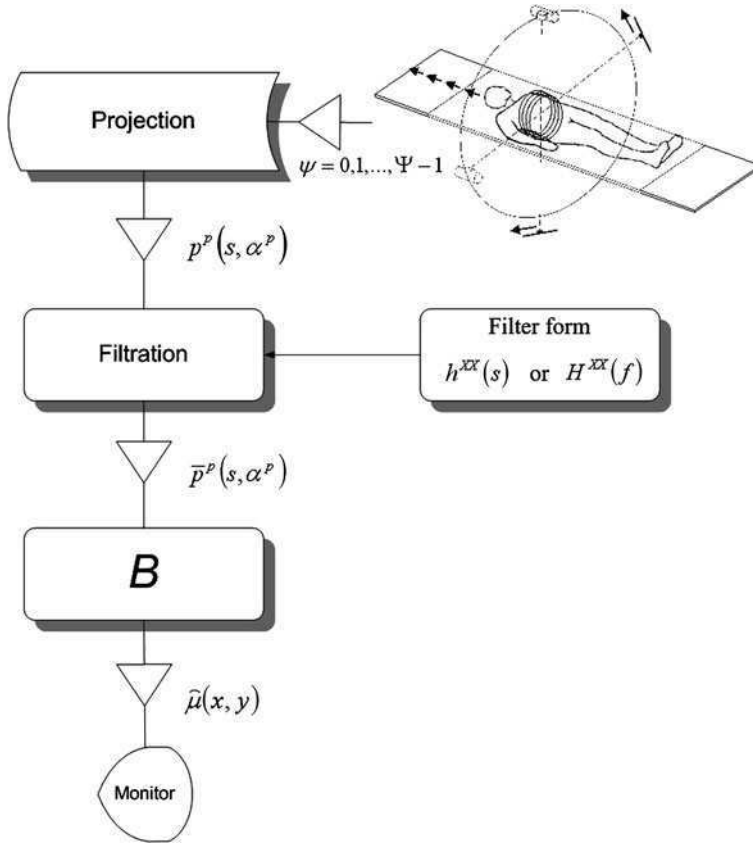 Projection
ψ = 0,1,..., Ψ − 1
p^p(s, α^p)
Filtration
Filter form
h^XX(s) or H^XX(f)
p̄^p(s, α^p)
B
μ̂(x, y)
Monitor